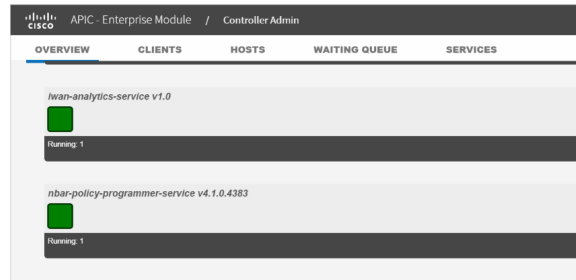 CISCO APIC - Enterprise Module / Controller Admin
OVERVIEW CLIENTS HOSTS WAITING QUEUE SERVICES
iwan-analytics-service v1.0
Running: 1
nbar-policy-programmer-service v4.1.0.4383
Running: 1